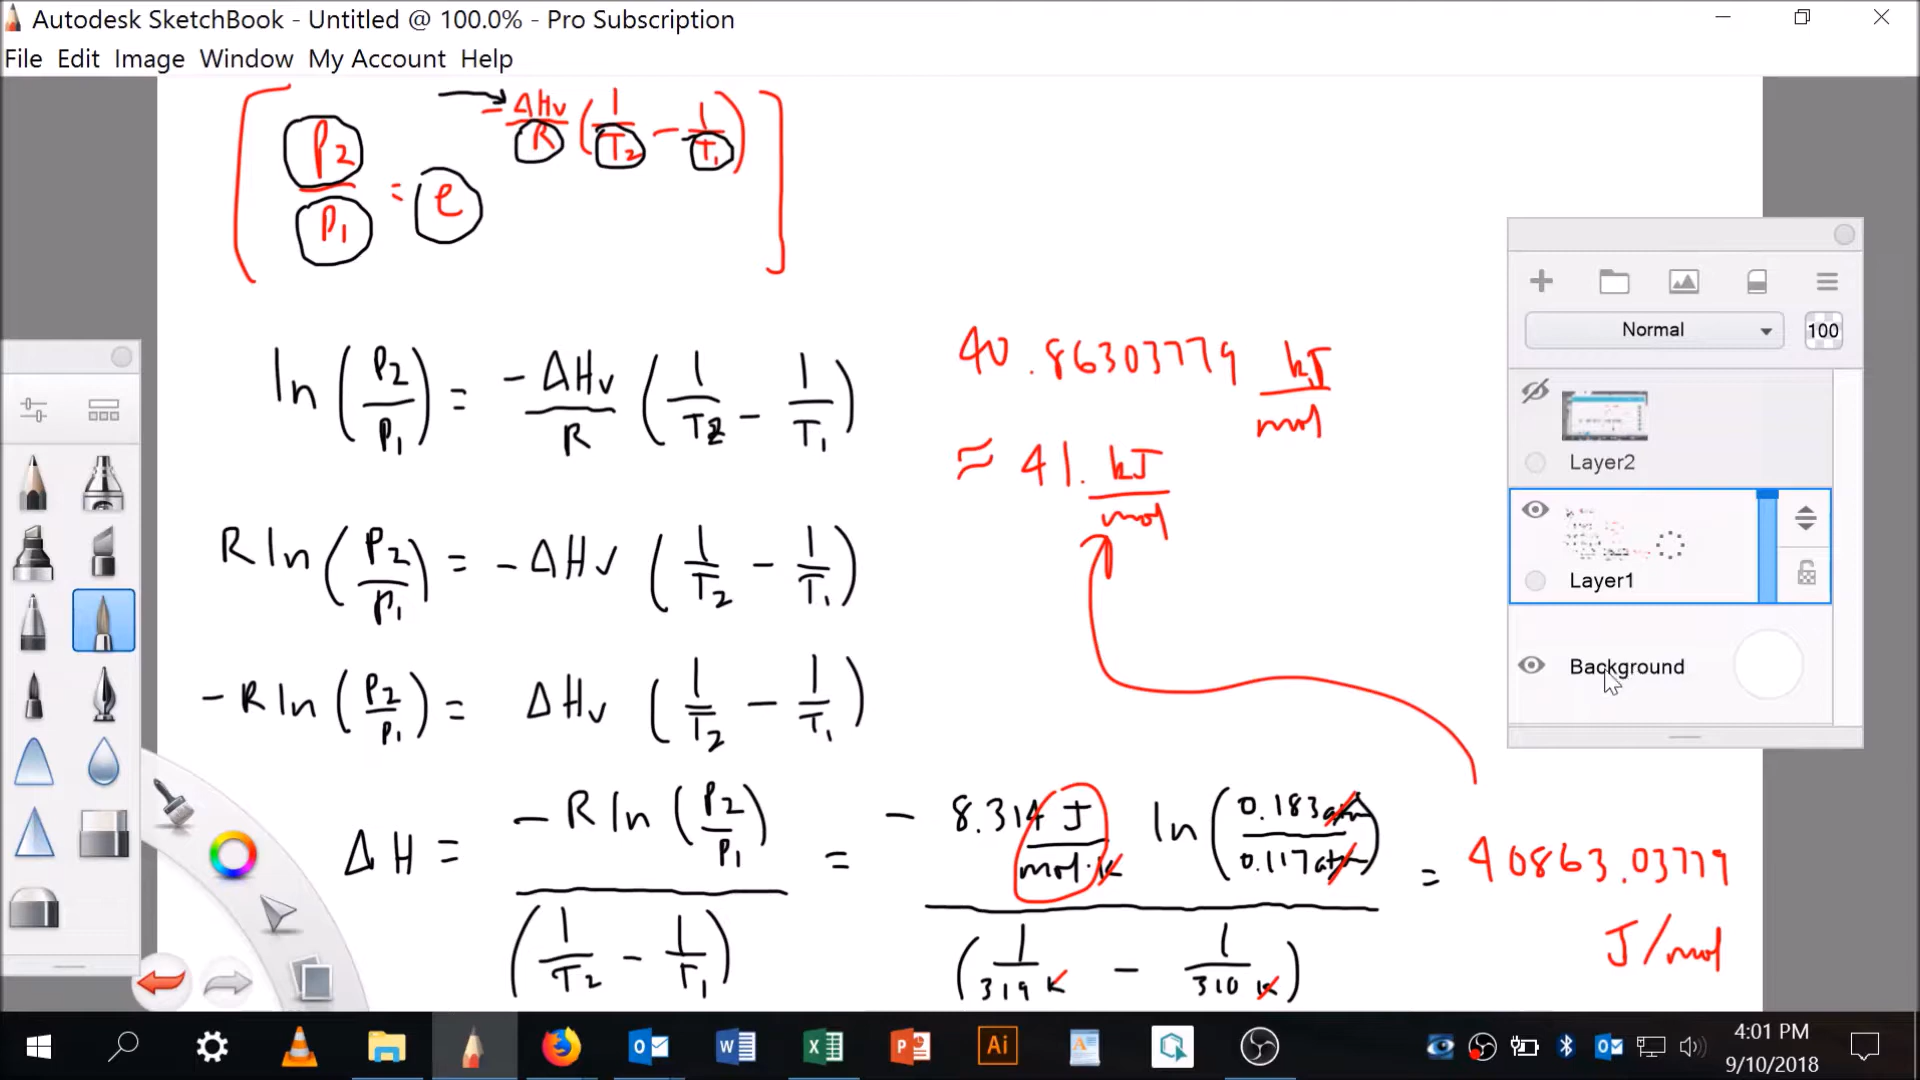 Autodesk SketchBook - Untitled @ 100.0% - Pro Subscription
File Edit Image Window My Account Help
P2/P1 = e^(-ΔHv/R (1/T2 - 1/T1))
ln (P2/P1) = -ΔHv/R (1/T2 - 1/T1)
40.86303779 kJ/mol
≈ 41. kJ/mol
R ln (P2/P1) = -ΔHv (1/T2 - 1/T1)
-R ln (P2/P1) = ΔHv (1/T2 - 1/T1)
ΔH = -R ln (P2/P1) / (1/T2 - 1/T1) = - 8.314 J/mol·K ln (0.183atm/0.117atm) / (1/319 K - 1/310 K) = 40863.03779
J/mol
Normal
100
Layer2
Layer1
Background
Ai
4:01 PM
9/10/2018